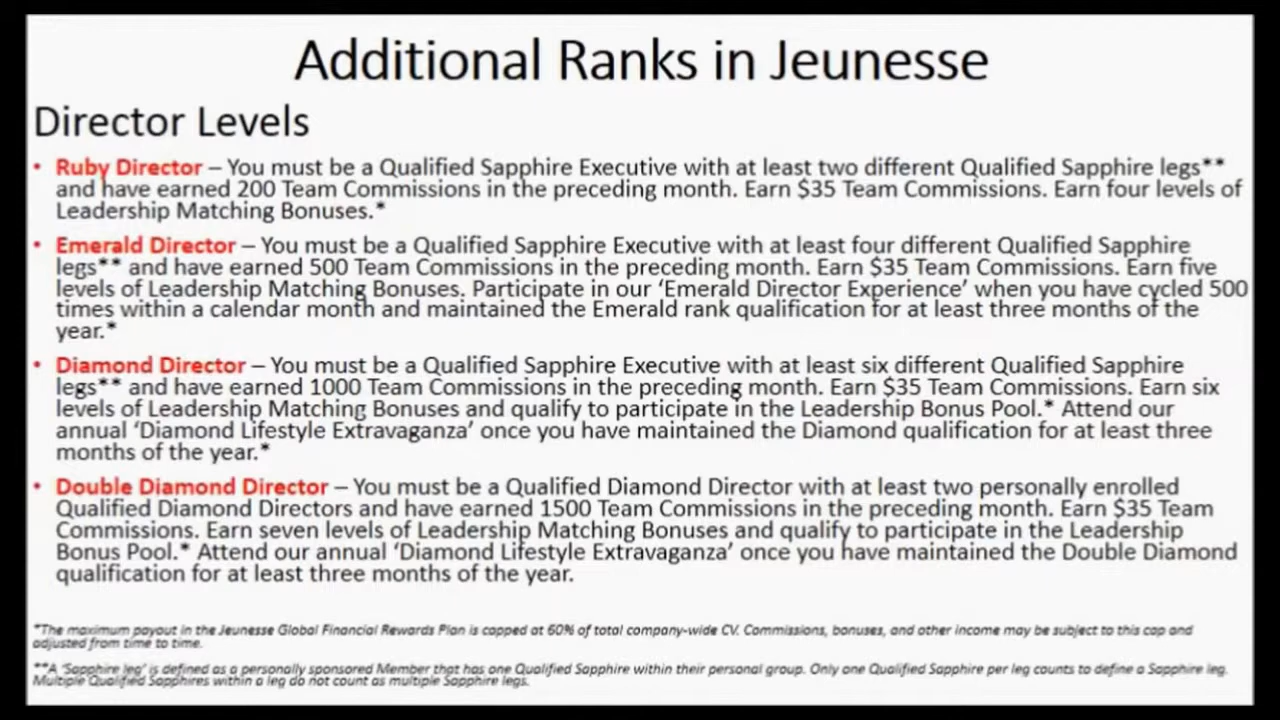 Additional Ranks in Jeunesse
Director Levels
• Ruby Director – You must be a Qualified Sapphire Executive with at least two different Qualified Sapphire legs**
and have earned 200 Team Commissions in the preceding month. Earn $35 Team Commissions. Earn four levels of
Leadership Matching Bonuses.*
• Emerald Director – You must be a Qualified Sapphire Executive with at least four different Qualified Sapphire
legs** and have earned 500 Team Commissions in the preceding month. Earn $35 Team Commissions. Earn five
levels of Leadership Matching Bonuses. Participate in our ‘Emerald Director Experience’ when you have cycled 500
times within a calendar month and maintained the Emerald rank qualification for at least three months of the
year.*
• Diamond Director – You must be a Qualified Sapphire Executive with at least six different Qualified Sapphire
legs** and have earned 1000 Team Commissions in the preceding month. Earn $35 Team Commissions. Earn six
levels of Leadership Matching Bonuses and qualify to participate in the Leadership Bonus Pool.* Attend our
annual ‘Diamond Lifestyle Extravaganza’ once you have maintained the Diamond qualification for at least three
months of the year.*
• Double Diamond Director – You must be a Qualified Diamond Director with at least two personally enrolled
Qualified Diamond Directors and have earned 1500 Team Commissions in the preceding month. Earn $35 Team
Commissions. Earn seven levels of Leadership Matching Bonuses and qualify to participate in the Leadership
Bonus Pool.* Attend our annual ‘Diamond Lifestyle Extravaganza’ once you have maintained the Double Diamond
qualification for at least three months of the year.
*The maximum payout in the Jeunesse Global Financial Rewards Plan is capped at 60% of total company-wide CV. Commissions, bonuses, and other income may be subject to this cap and
adjusted from time to time.
**A ‘Sapphire leg’ is defined as a personally sponsored Member that has one Qualified Sapphire within their personal group. Only one Qualified Sapphire per leg counts to define a Sapphire leg.
Multiple Qualified Sapphires within a leg do not count as multiple Sapphire legs.